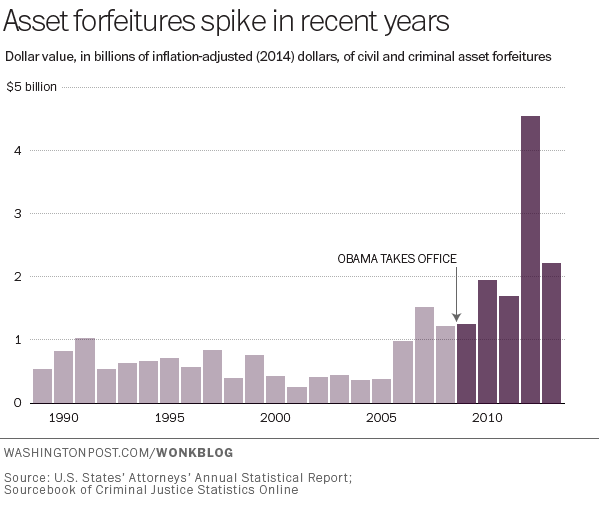 Asset forfeitures spike in recent years
Dollar value, in billions of inflation-adjusted (2014) dollars, of civil and criminal asset forfeitures
$5 billion
4
3
2
1
0
OBAMA TAKES OFFICE
1990 1995 2000 2005 2010
WASHINGTONPOST.COM/WONKBLOG
Source: U.S. States' Attorneys' Annual Statistical Report;
Sourcebook of Criminal Justice Statistics Online